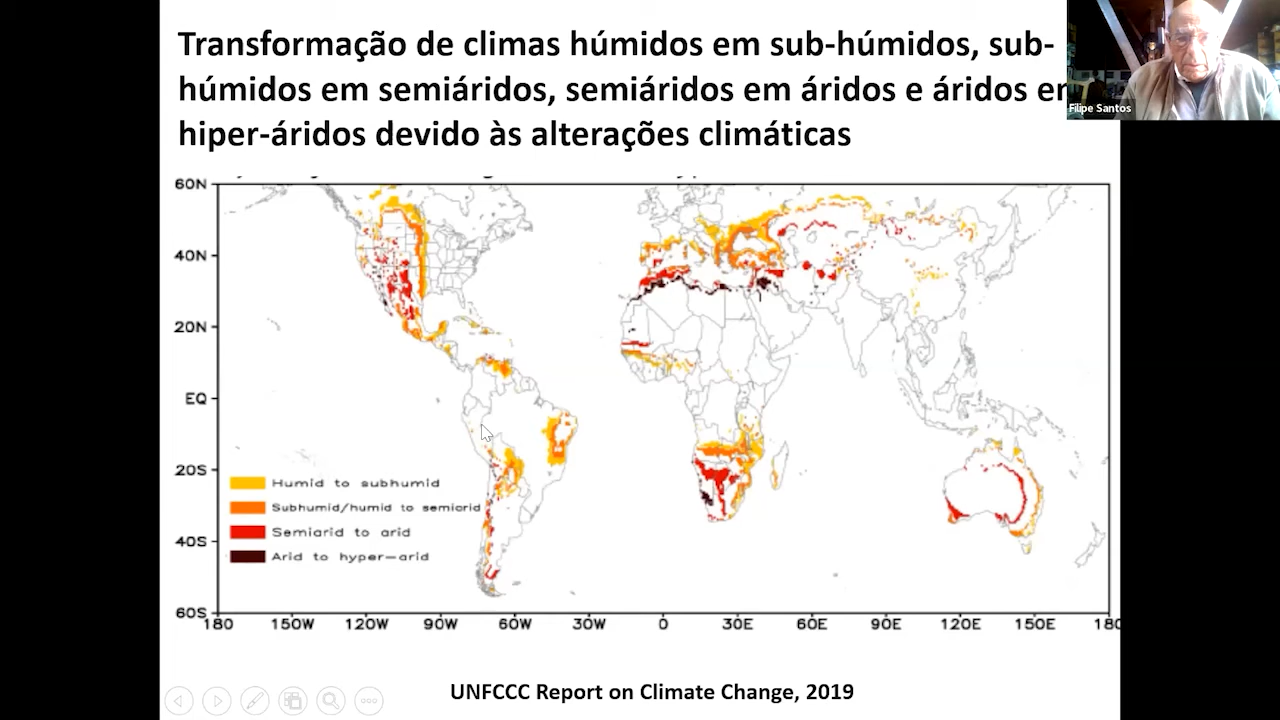 Transformação de climas húmidos em sub-húmidos, sub-
húmidos em semiáridos, semiáridos em áridos e áridos
hiper-áridos devido às alterações climáticas
Filipe Santos
60N
40N
20N
EQ
20S
40S
60S
Humid to subhumid
Subhumid/humid to semiarid
Semiarid to arid
Arid to hyper-arid
180 150W 120W 90W 60W 30W 0 30E 60E 90E 120E 150E
UNFCCC Report on Climate Change, 2019